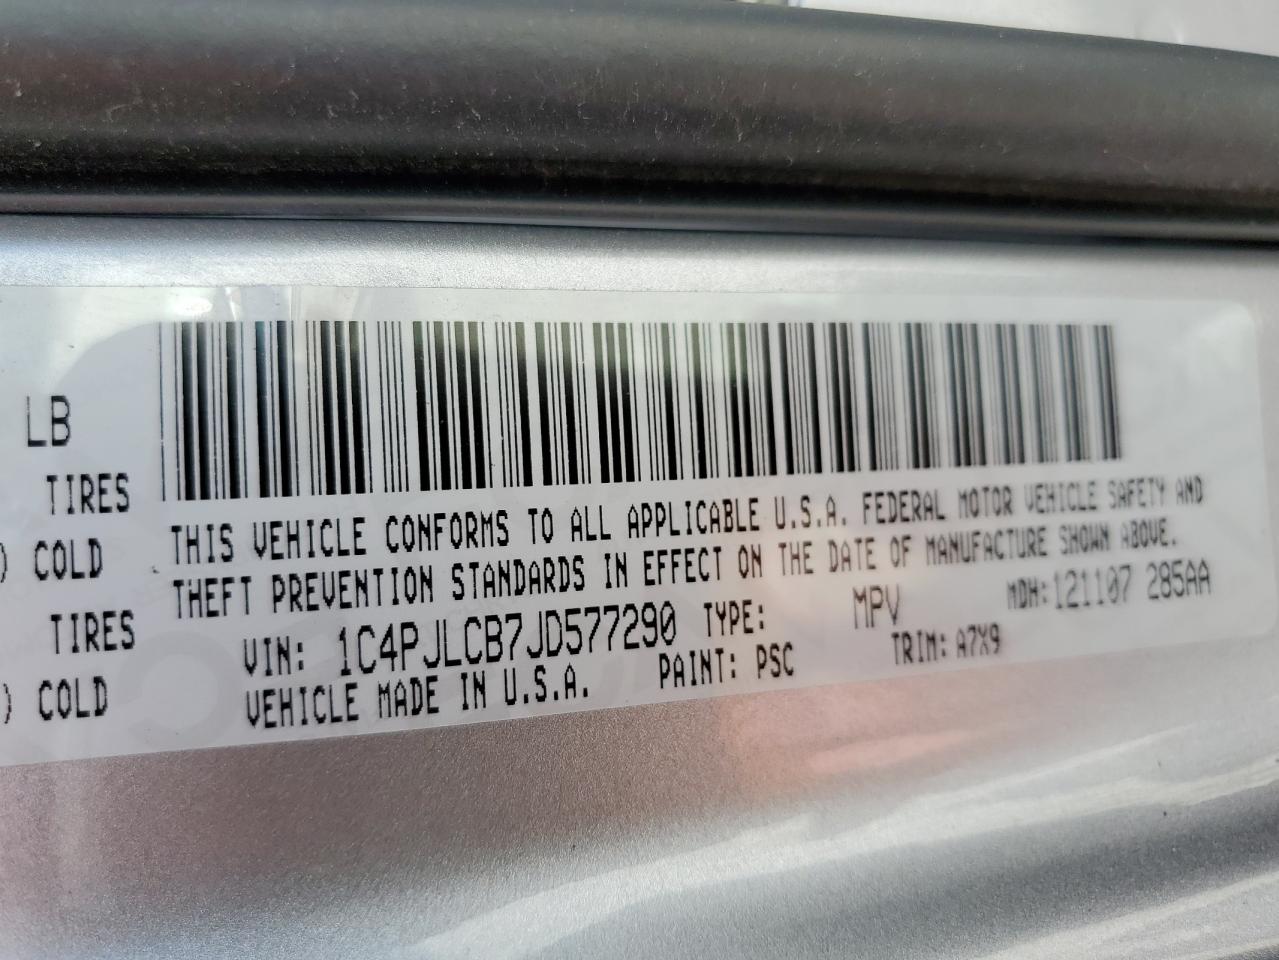 LB
TIRES
) COLD
TIRES
) COLD
THIS VEHICLE CONFORMS TO ALL APPLICABLE U.S.A. FEDERAL MOTOR VEHICLE SAFETY AND
THEFT PREVENTION STANDARDS IN EFFECT ON THE DATE OF MANUFACTURE SHOWN ABOVE.
VIN: 1C4PJLCB7JD577290 TYPE: MPV MDH:121107 285AA
VEHICLE MADE IN U.S.A. PAINT: PSC TRIM: A7X9